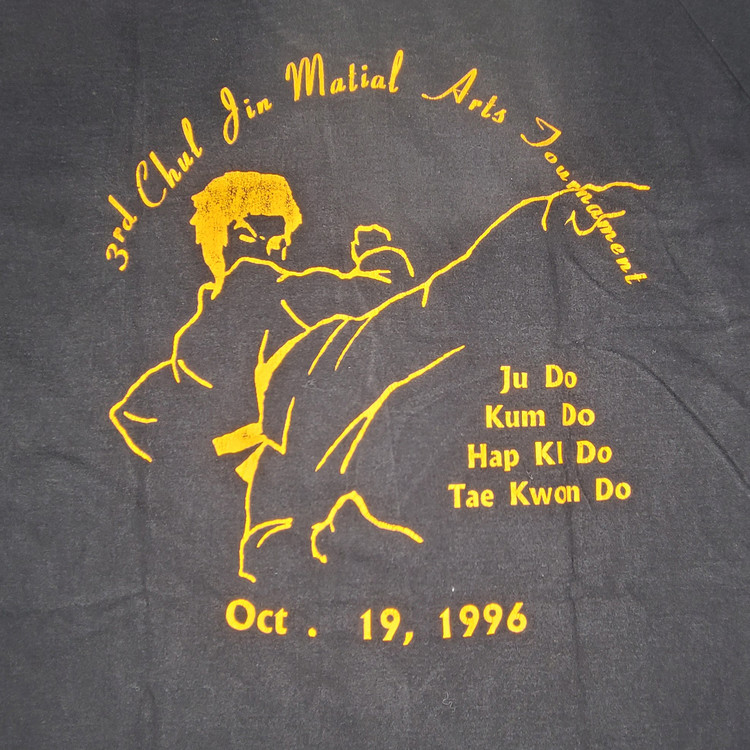 3rd Chul Jin Matial Arts Tournament
Ju Do
Kum Do
Hap KI Do
Tae Kwon Do
Oct . 19, 1996